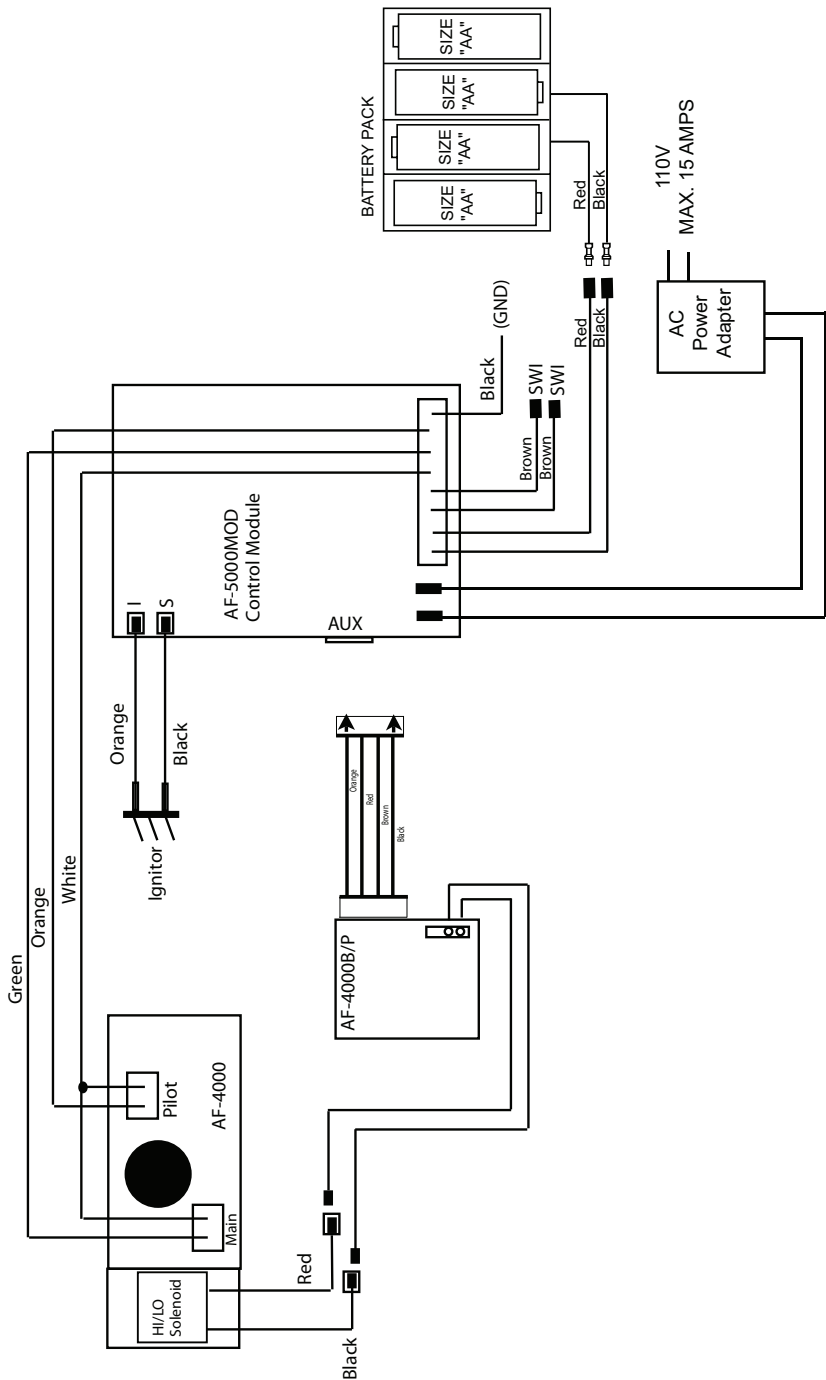 BATTERY PACK
SIZE
"AA"
SIZE
"AA"
SIZE
"AA"
SIZE
"AA"
Red
Black
110V
MAX. 15 AMPS
AC
Power
Adapter
Red
Black
Black
(GND)
SWI
SWI
Brown
Brown
AF-5000MOD
Control Module
I
S
AUX
Orange
Black
Ignitor
Green
Orange
White
Orange
Red
Brown
Black
AF-4000B/P
Pilot
AF-4000
Main
HI/LO
Solenoid
Red
Black